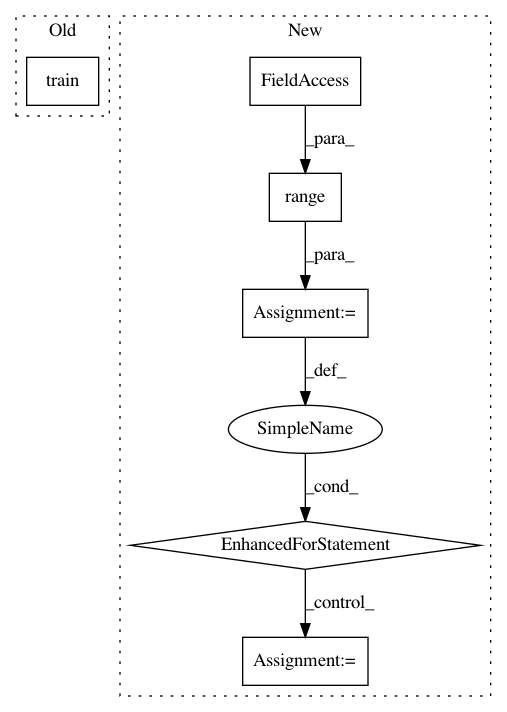 Old
New
train
FieldAccess
_para_
range
_para_
Assignment:=
_def_
SimpleName
_cond_
EnhancedForStatement
_control_
Assignment:=